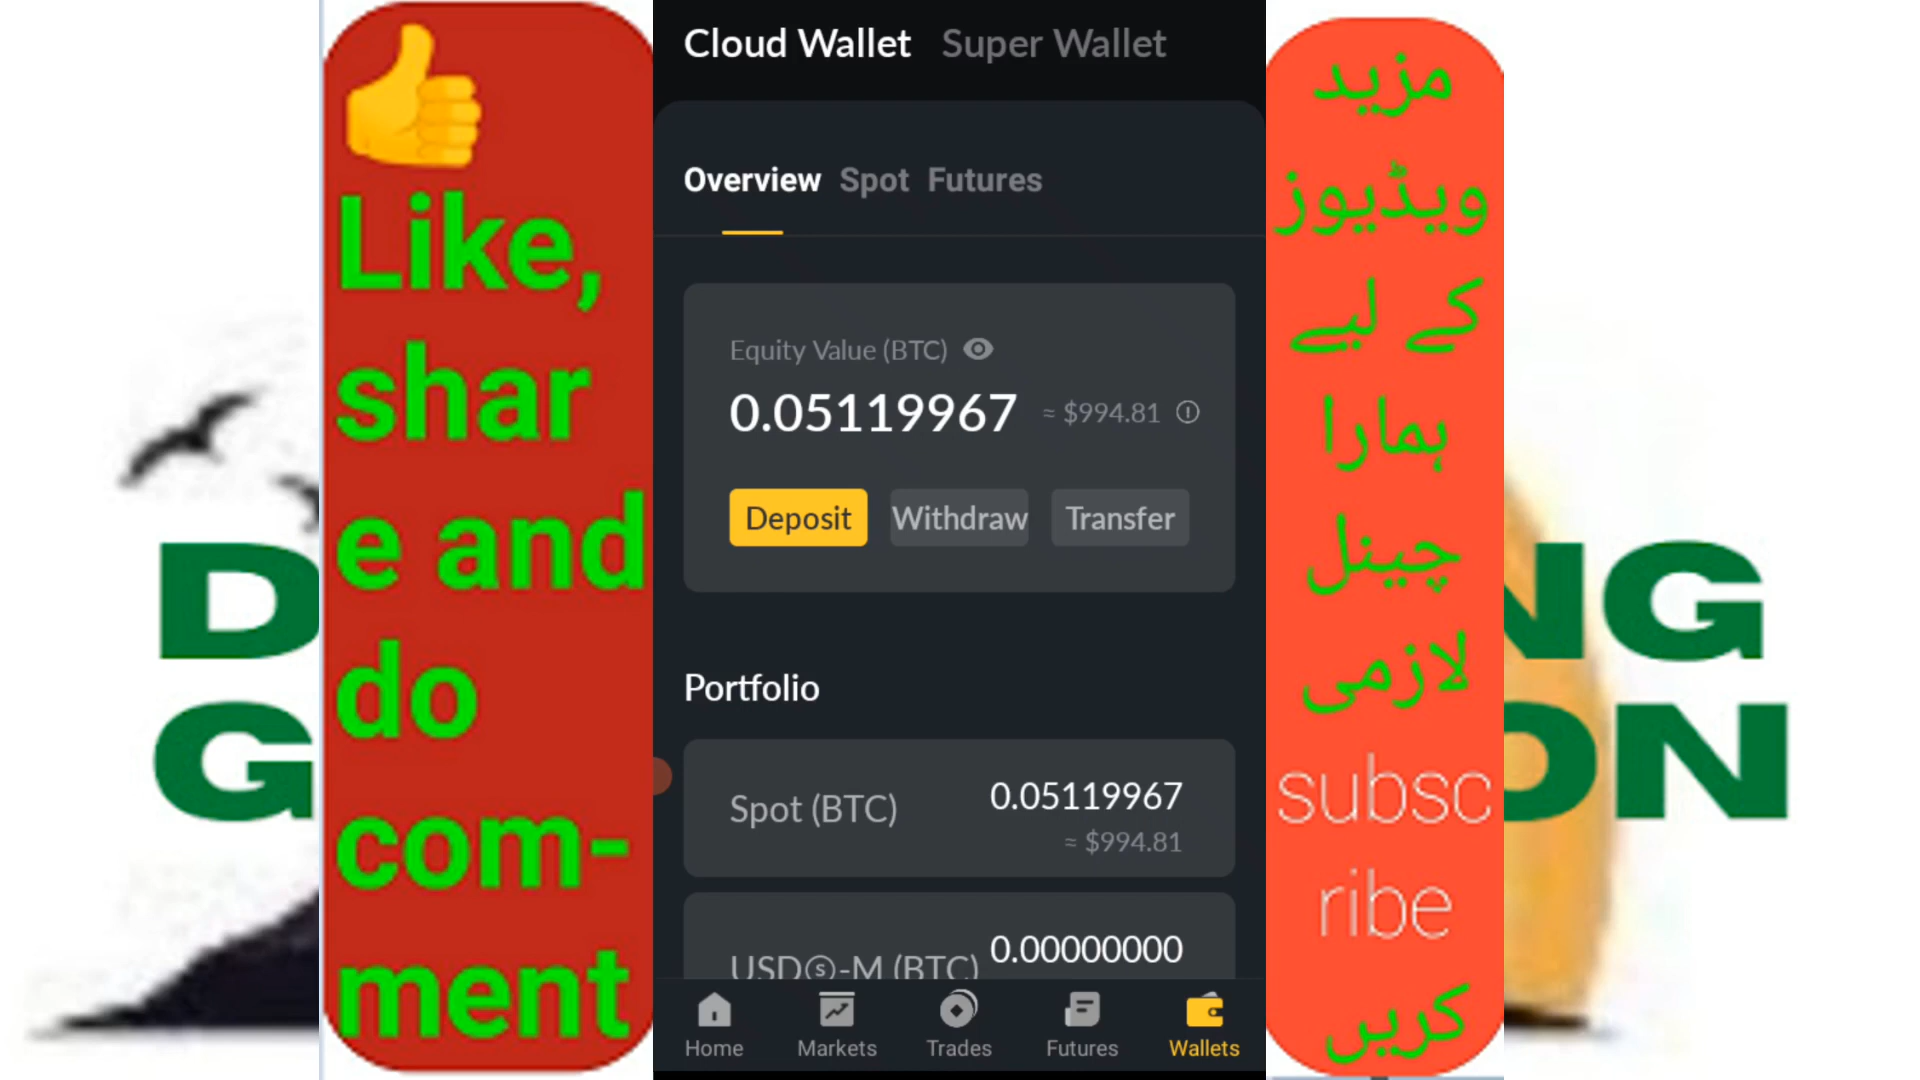 Like,
shar
e and
do
com-
ment
Cloud Wallet Super Wallet
Overview Spot Futures
Equity Value (BTC)
0.05119967 ≈ $994.81
Deposit Withdraw Transfer
Portfolio
Spot (BTC) 0.05119967
≈ $994.81
USDⓢ-M (BTC) 0.00000000
Home Markets Trades Futures Wallets
مزید
ویڈیوز
کے لیے
ہمارا
چینل
لازمی
subsc
ribe
کریں
D
G
NG
ON